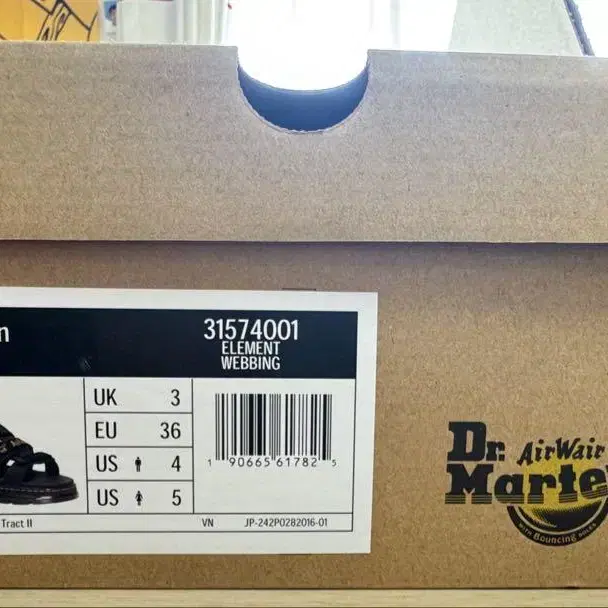 n
31574001
ELEMENT
WEBBING
UK 3
EU 36
US 4
US 5
1 90665 61782 5
Tract II
VN JP-242P0282016-01
Dr. AirWair
Marte
WITH Bouncing SOLES